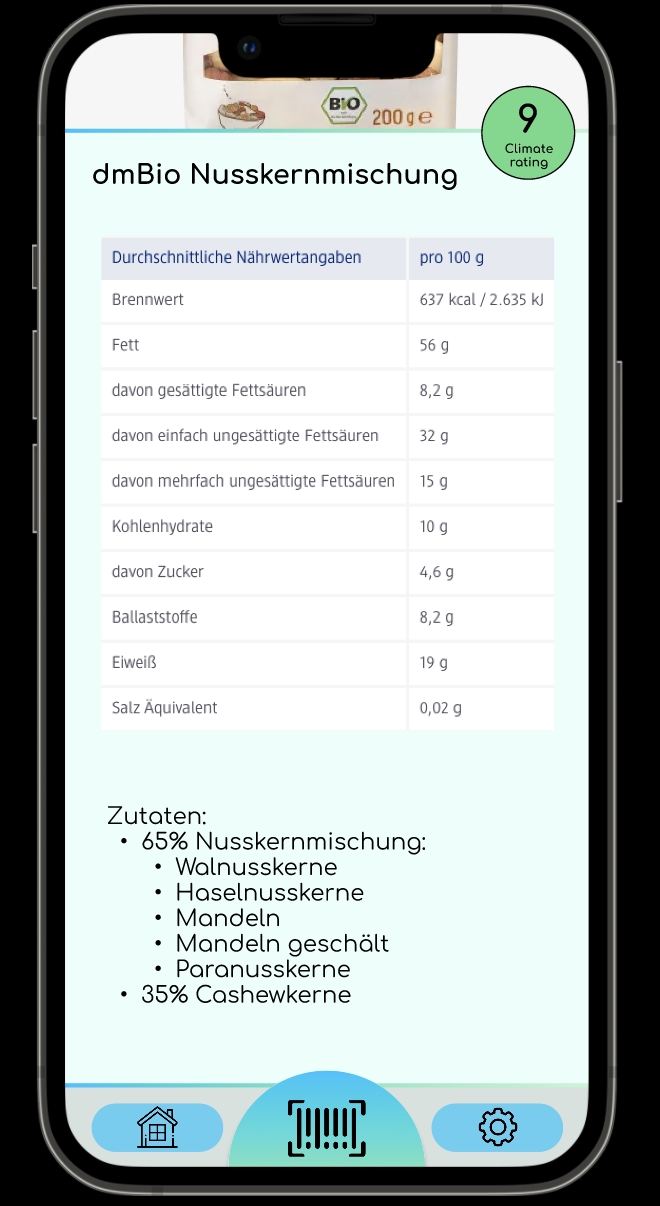 BIO
200 g e
9
Climate
rating
dmBio Nusskernmischung
Durchschnittliche Nährwertangaben pro 100 g
Brennwert 637 kcal / 2.635 kJ
Fett 56 g
davon gesättigte Fettsäuren 8,2 g
davon einfach ungesättigte Fettsäuren 32 g
davon mehrfach ungesättigte Fettsäuren 15 g
Kohlenhydrate 10 g
davon Zucker 4,6 g
Ballaststoffe 8,2 g
Eiweiß 19 g
Salz Äquivalent 0,02 g
Zutaten:
• 65% Nusskernmischung:
• Walnusskerne
• Haselnusskerne
• Mandeln
• Mandeln geschält
• Paranusskerne
• 35% Cashewkerne